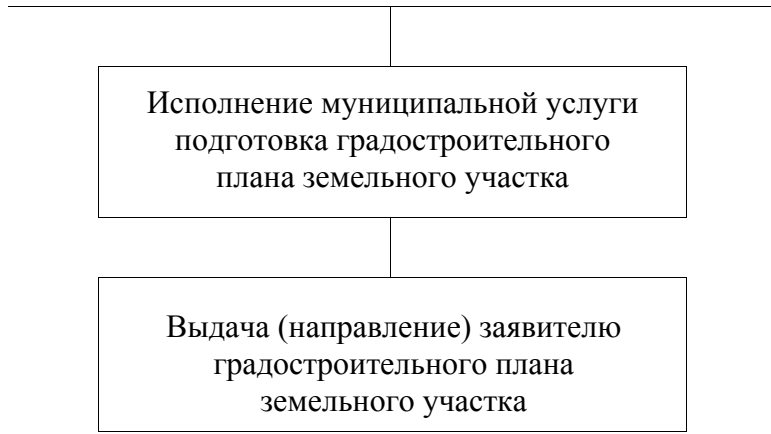 Исполнение муниципальной услуги
подготовка градостроительного
плана земельного участка
Выдача (направление) заявителю
градостроительного плана
земельного участка